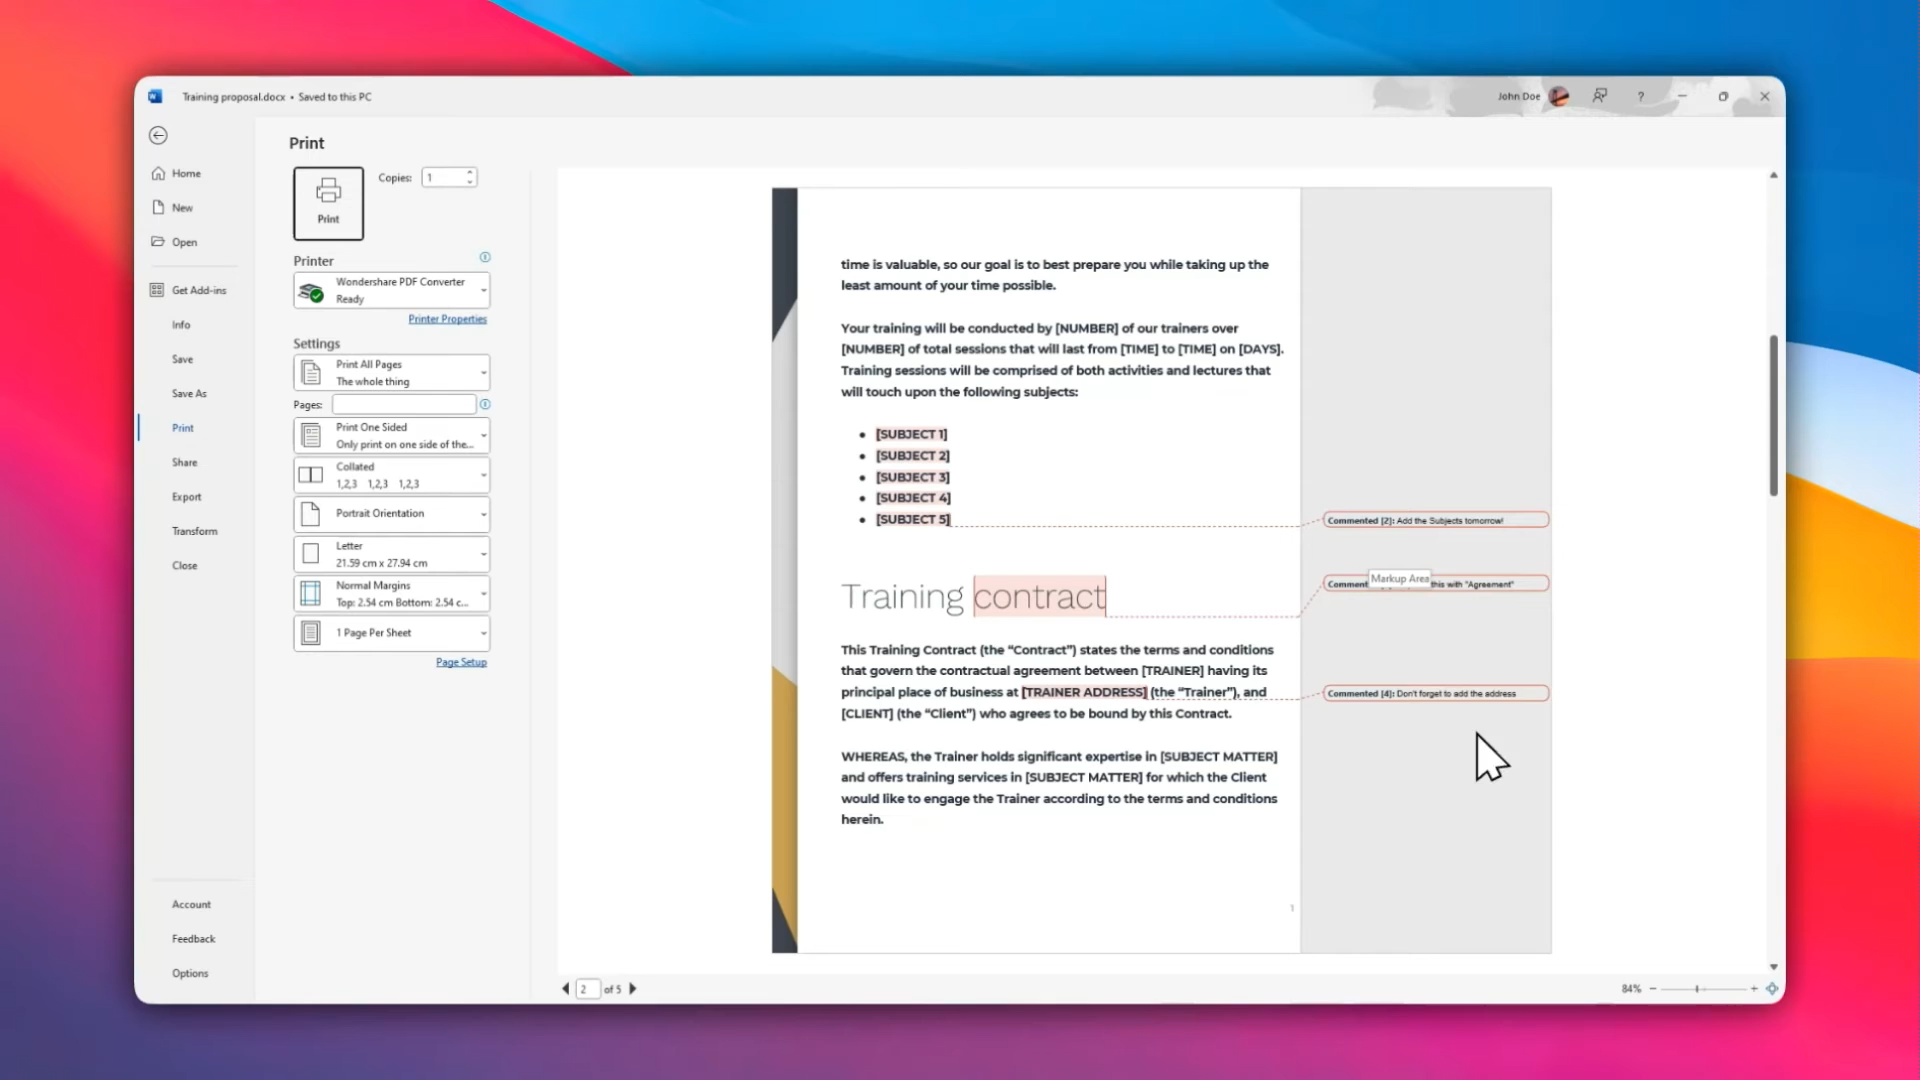 Training proposal.docx • Saved to this PC
John Doe
?
Home
New
Open
Get Add-ins
Info
Save
Save As
Print
Share
Export
Transform
Close
Account
Feedback
Options
Print
Print
Copies: 1
Printer
Wondershare PDF Converter
Ready
Printer Properties
Settings
Print All Pages
The whole thing
Pages:
Print One Sided
Only print on one side of the...
Collated
1,2,3 1,2,3 1,2,3
Portrait Orientation
Letter
21.59 cm x 27.94 cm
Normal Margins
Top: 2.54 cm Bottom: 2.54 c...
1 Page Per Sheet
Page Setup
time is valuable, so our goal is to best prepare you while taking up the
least amount of your time possible.
Your training will be conducted by [NUMBER] of our trainers over
[NUMBER] of total sessions that will last from [TIME] to [TIME] on [DAYS].
Training sessions will be comprised of both activities and lectures that
will touch upon the following subjects:
• [SUBJECT 1]
• [SUBJECT 2]
• [SUBJECT 3]
• [SUBJECT 4]
• [SUBJECT 5]
Commented [2]: Add the Subjects tomorrow!
Training contract
Comment
Markup Area
this with "Agreement"
This Training Contract (the “Contract”) states the terms and conditions
that govern the contractual agreement between [TRAINER] having its
principal place of business at [TRAINER ADDRESS] (the “Trainer”), and
[CLIENT] (the “Client”) who agrees to be bound by this Contract.
Commented [4]: Don't forget to add the address
WHEREAS, the Trainer holds significant expertise in [SUBJECT MATTER]
and offers training services in [SUBJECT MATTER] for which the Client
would like to engage the Trainer according to the terms and conditions
herein.
1
2 of 5
84%